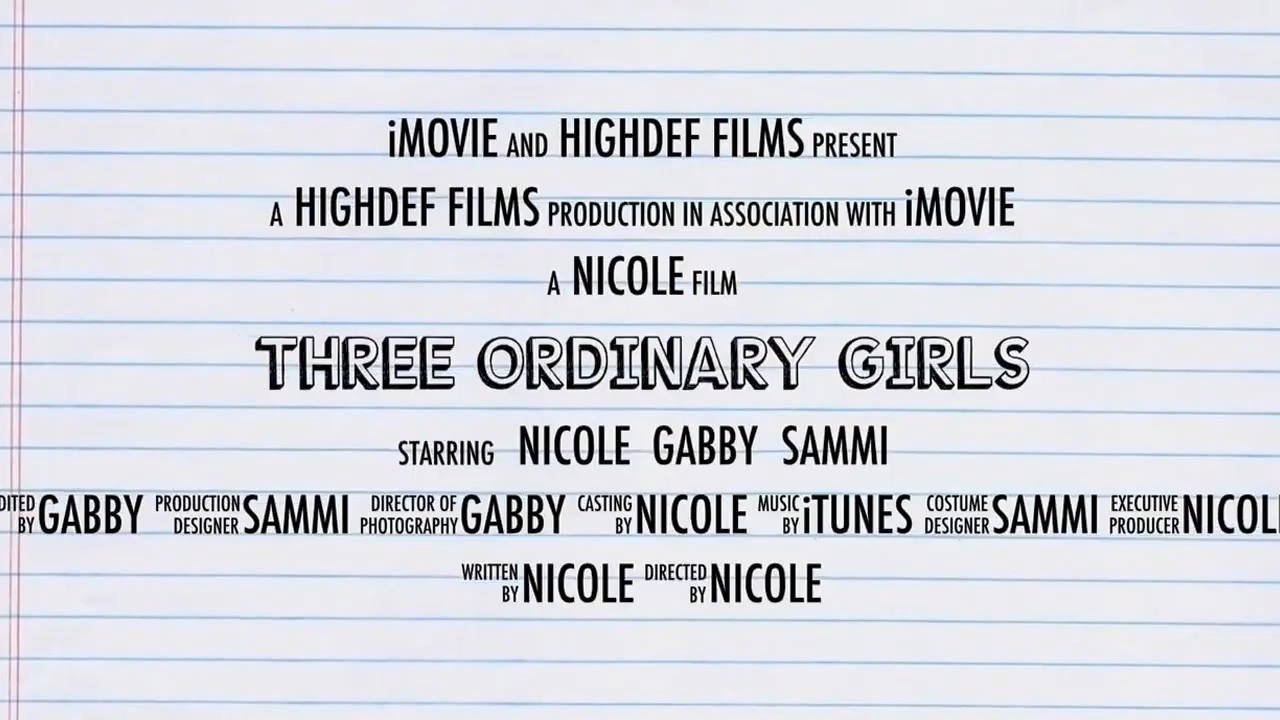 iMOVIE AND HIGHDEF FILMS PRESENT
A HIGHDEF FILMS PRODUCTION IN ASSOCIATION WITH iMOVIE
A NICOLE FILM
THREE ORDINARY GIRLS
STARRING NICOLE GABBY SAMMI
DITED BY GABBY PRODUCTION DESIGNER SAMMI DIRECTOR OF PHOTOGRAPHY GABBY CASTING BY NICOLE MUSIC BY iTUNES COSTUME DESIGNER SAMMI EXECUTIVE PRODUCER NICOL
WRITTEN BY NICOLE DIRECTED BY NICOLE